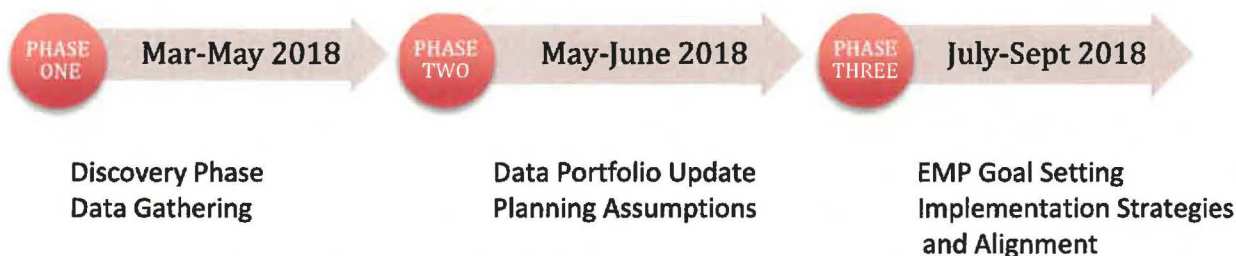 PHASE
ONE
Mar-May 2018
PHASE
TWO
May-June 2018
PHASE
THREE
July-Sept 2018
Discovery Phase
Data Gathering
Data Portfolio Update
Planning Assumptions
EMP Goal Setting
Implementation Strategies
and Alignment